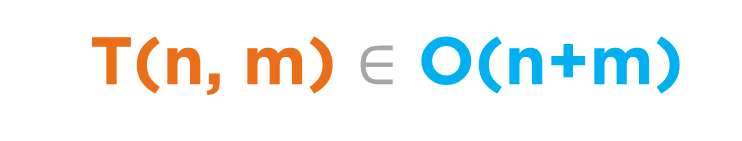 T(n, m) ∈ O(n+m)